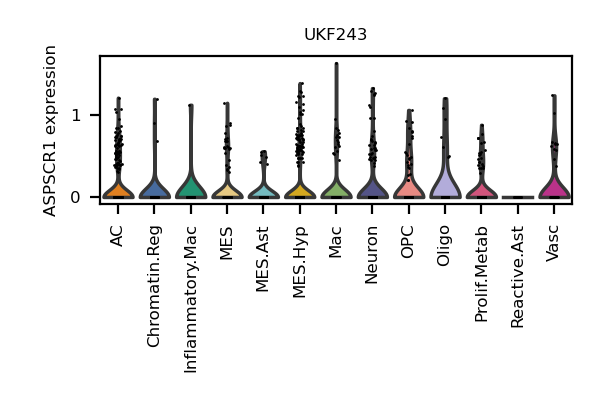 UKF243
ASPSCR1 expression
1
0
AC
Chromatin.Reg
Inflammatory.Mac
MES
MES.Ast
MES.Hyp
Mac
Neuron
OPC
Oligo
Prolif.Metab
Reactive.Ast
Vasc